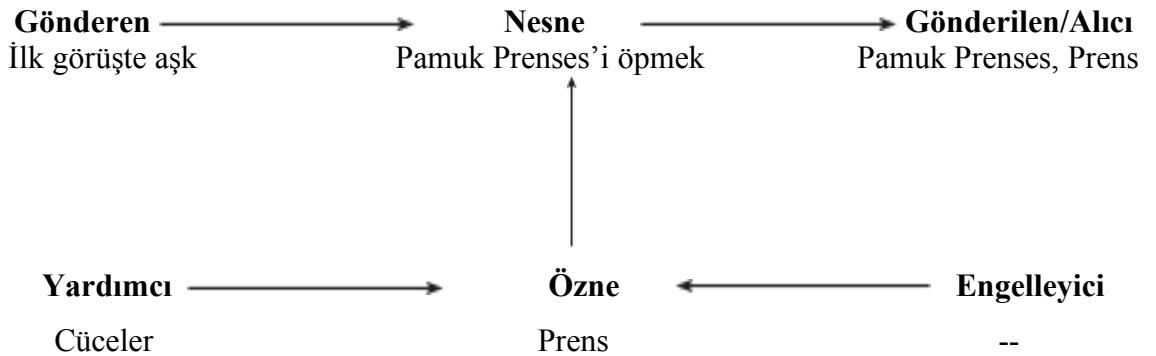 Gönderen Nesne Gönderilen/Alıcı
İlk görüşte aşk Pamuk Prenses’i öpmek Pamuk Prenses, Prens
Yardımcı Özne Engelleyici
Cüceler Prens --